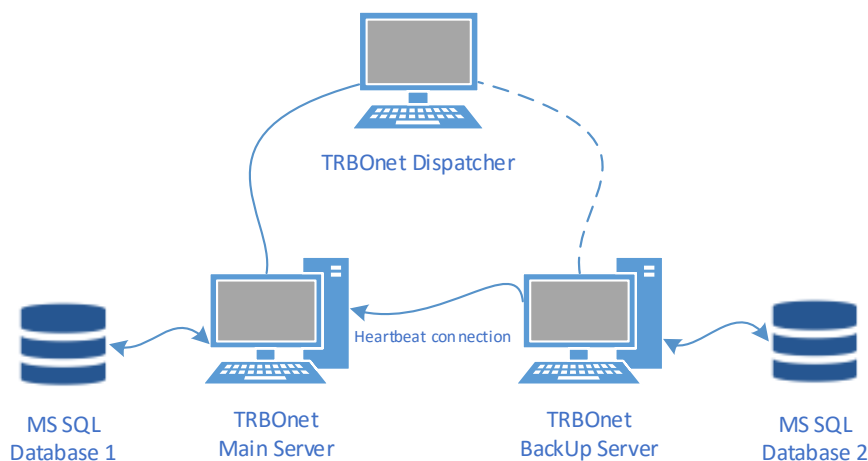 TRBOnet Dispatcher
Heartbeat connection
MS SQL
Database 1
TRBOnet
Main Server
TRBOnet
BackUp Server
MS SQL
Database 2